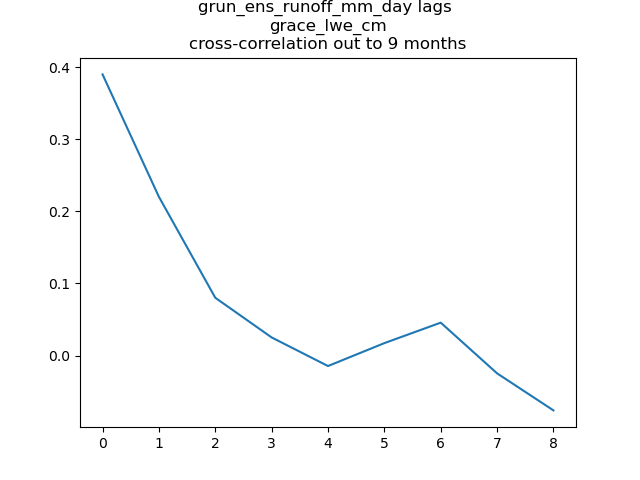 grun_ens_runoff_mm_day lags
grace_lwe_cm
cross-correlation out to 9 months
0.4
0.3
0.2
0.1
0.0
0 1 2 3 4 5 6 7 8